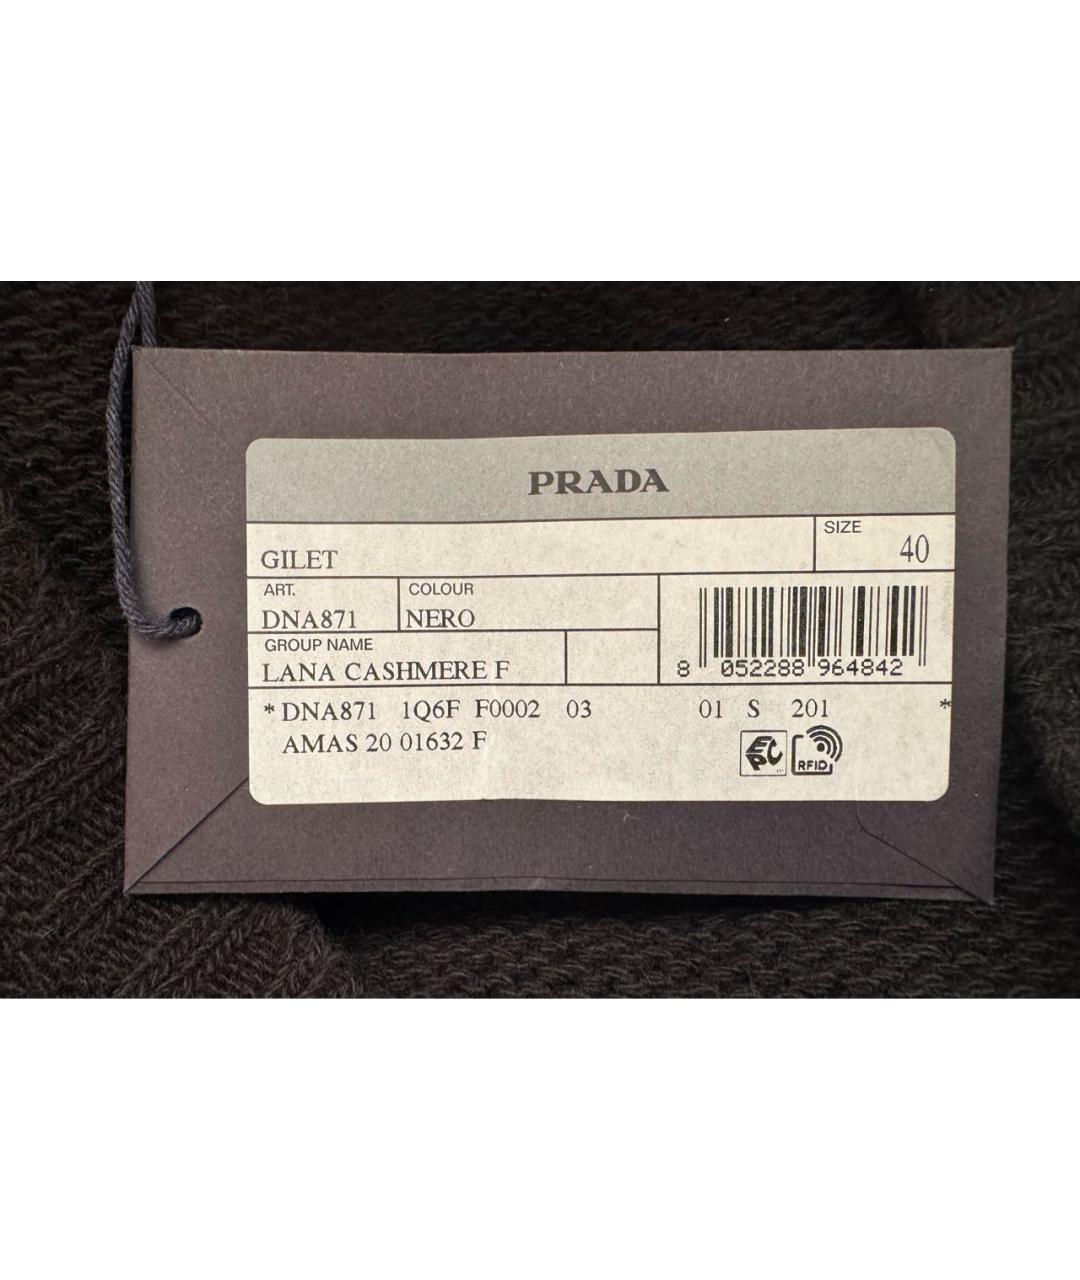 PRADA
SIZE
GILET 40
ART. COLOUR
DNA871 NERO
GROUP NAME
LANA CASHMERE F
8 052288 964842
* DNA871 1Q6F F0002 03 01 S 201 *
AMAS 20 01632 F
EPC RFID